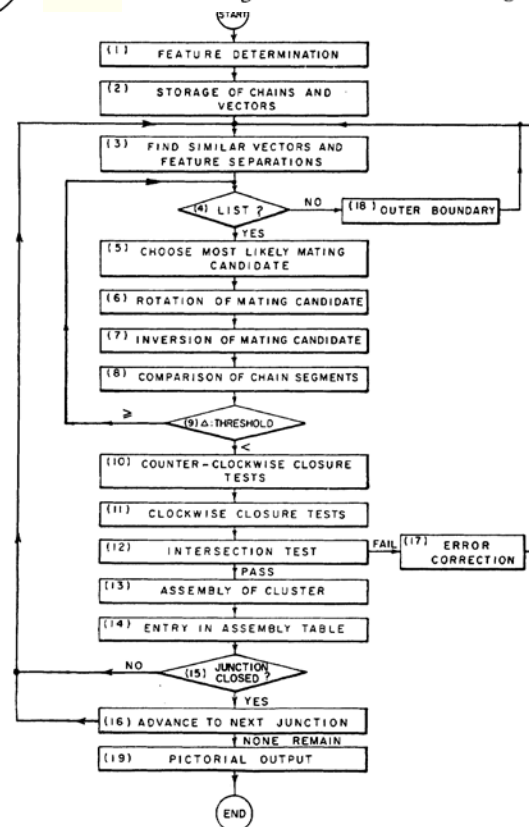 START
(1) FEATURE DETERMINATION
(2) STORAGE OF CHAINS AND
VECTORS
(3) FIND SIMILAR VECTORS AND
FEATURE SEPARATIONS
(4) LIST ?
NO
(18) OUTER BOUNDARY
YES
(5) CHOOSE MOST LIKELY MATING
CANDIDATE
(6) ROTATION OF MATING CANDIDATE
(7) INVERSION OF MATING CANDIDATE
(8) COMPARISON OF CHAIN SEGMENTS
≥
(9) Δ:THRESHOLD
<
(10) COUNTER-CLOCKWISE CLOSURE
TESTS
(11) CLOCKWISE CLOSURE TESTS
(12) INTERSECTION TEST
FAIL
(17) ERROR
CORRECTION
PASS
(13) ASSEMBLY OF CLUSTER
(14) ENTRY IN ASSEMBLY TABLE
NO
(15) JUNCTION
CLOSED ?
YES
(16) ADVANCE TO NEXT JUNCTION
NONE REMAIN
(19) PICTORIAL OUTPUT
END